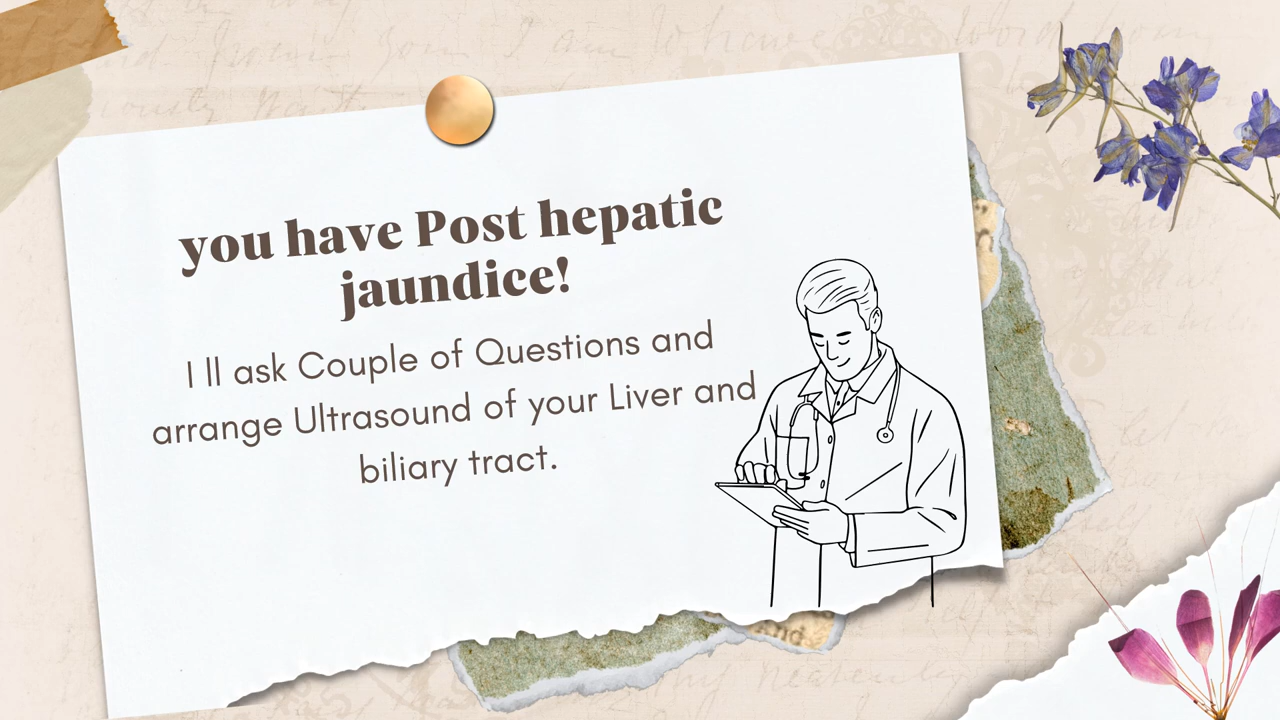 you have Post hepatic
jaundice!
I ll ask Couple of Questions and
arrange Ultrasound of your Liver and
biliary tract.